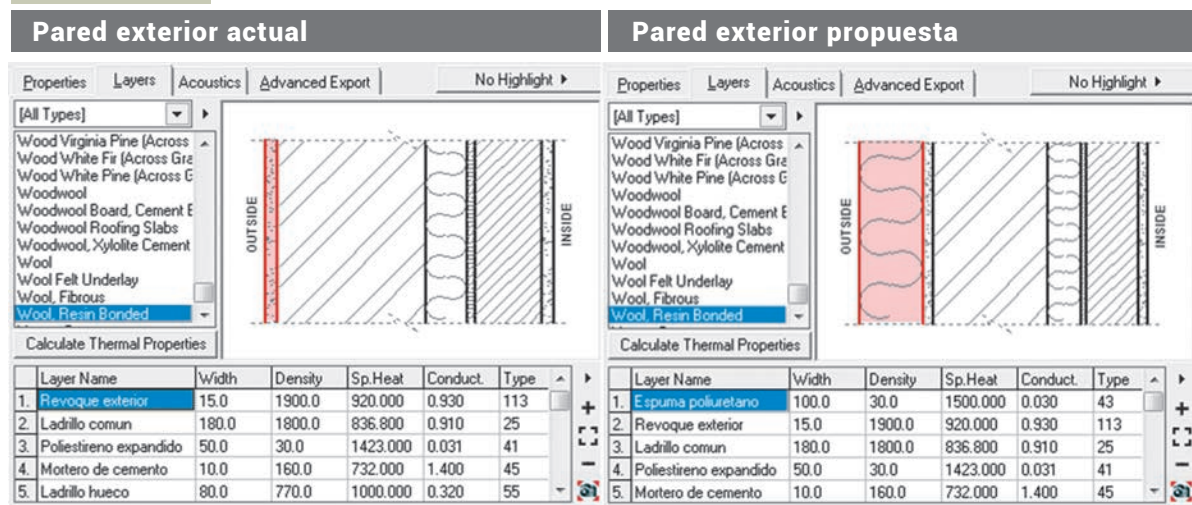 Pared exterior actual
Properties Layers Acoustics Advanced Export No Highlight
[All Types]
Wood Virginia Pine (Across
Wood White Fir (Across Gra
Wood White Pine (Across G
Woodwool
Woodwool Board, Cement B
Woodwool Roofing Slabs
Woodwool, Xylolite Cement
Wool
Wool Felt Underlay
Wool, Fibrous
Wool, Resin Bonded
Calculate Thermal Properties
OUTSIDE
INSIDE
Layer Name Width Density Sp.Heat Conduct. Type
1. Revoque exterior 15.0 1900.0 920.000 0.930 113
2. Ladrillo comun 180.0 1800.0 836.800 0.910 25
3. Poliestireno expandido 50.0 30.0 1423.000 0.031 41
4. Mortero de cemento 10.0 160.0 732.000 1.400 45
5. Ladrillo hueco 80.0 770.0 1000.000 0.320 55
Pared exterior propuesta
Properties Layers Acoustics Advanced Export No Highlight
[All Types]
Wood Virginia Pine (Across
Wood White Fir (Across Gra
Wood White Pine (Across G
Woodwool
Woodwool Board, Cement B
Woodwool Roofing Slabs
Woodwool, Xylolite Cement
Wool
Wool Felt Underlay
Wool, Fibrous
Wool, Resin Bonded
Calculate Thermal Properties
OUTSIDE
INSIDE
Layer Name Width Density Sp.Heat Conduct. Type
1. Espuma poliuretano 100.0 30.0 1500.000 0.030 43
2. Revoque exterior 15.0 1900.0 920.000 0.930 113
3. Ladrillo comun 180.0 1800.0 836.800 0.910 25
4. Poliestireno expandido 50.0 30.0 1423.000 0.031 41
5. Mortero de cemento 10.0 160.0 732.000 1.400 45